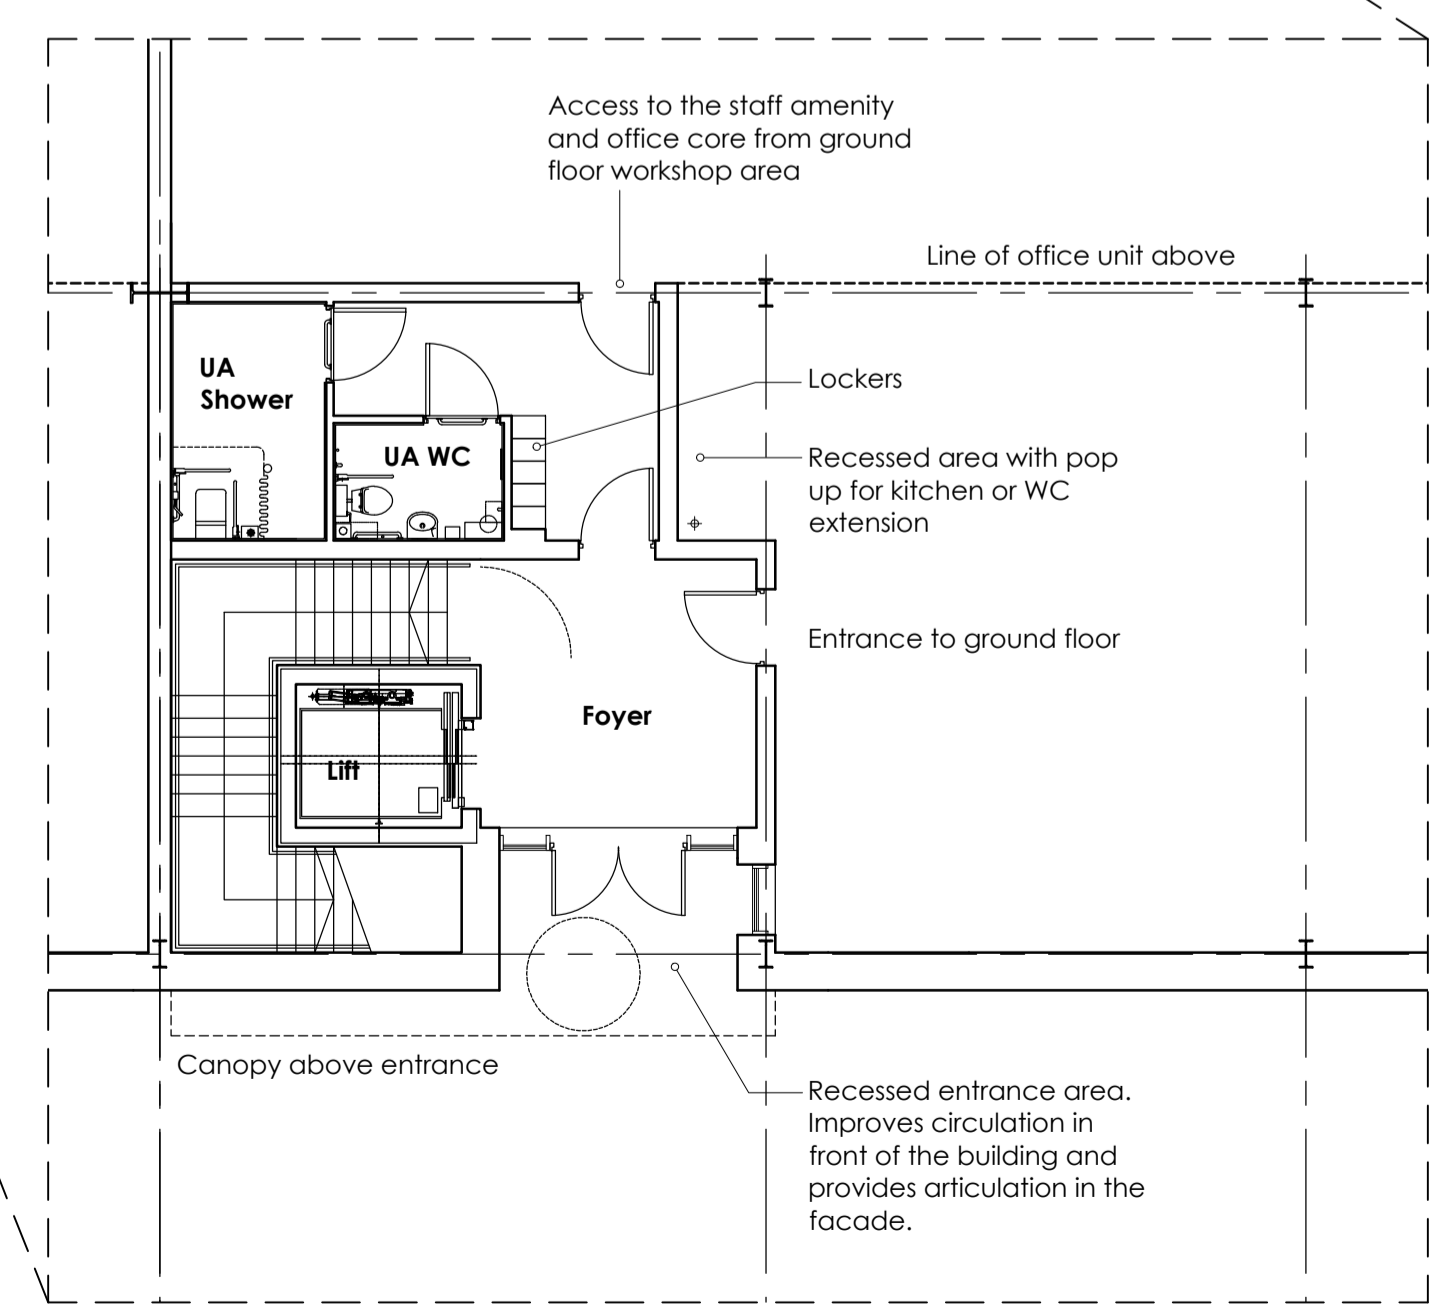 Access to the staff amenity
and office core from ground
floor workshop area
Line of office unit above
UA
Shower
Lockers
UA WC
Recessed area with pop
up for kitchen or WC
extension
Entrance to ground floor
Foyer
Lift
Canopy above entrance
Recessed entrance area.
Improves circulation in
front of the building and
provides articulation in the
facade.